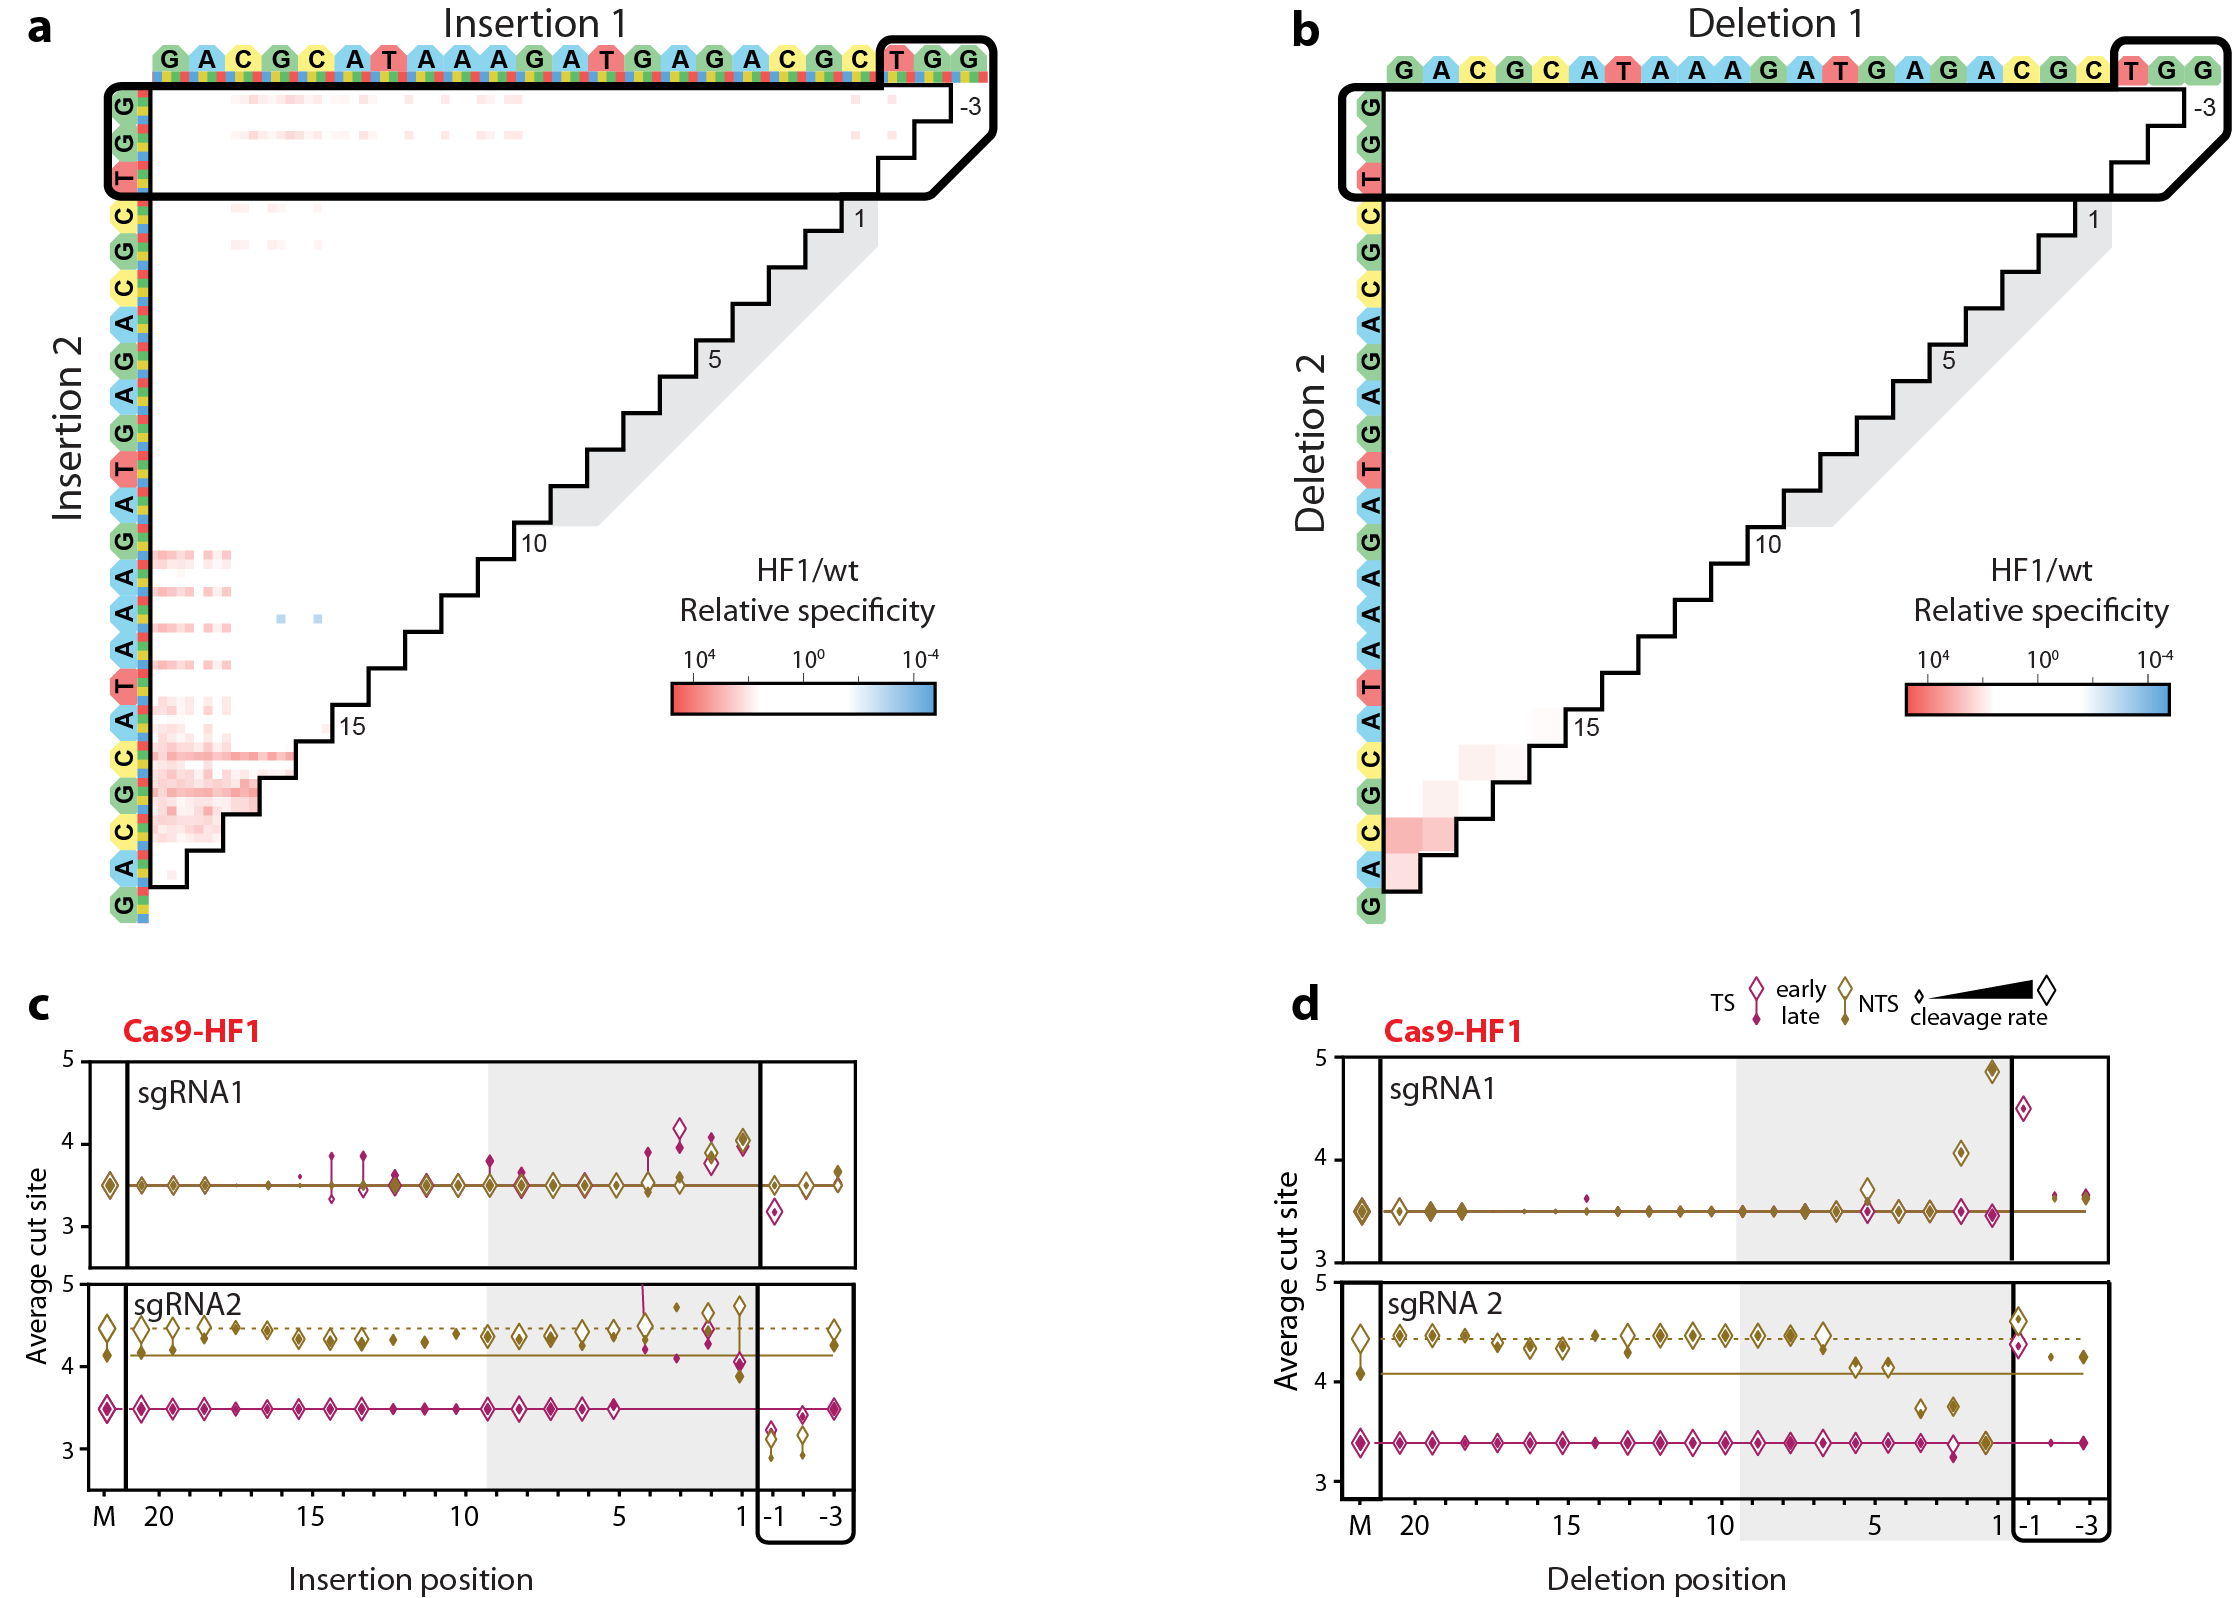 a
Insertion 1
G A C G C A T A A A G A T G A G A C G C T G G
Insertion 2
G G T C G C A G A G T A G A A A T A C G C A G
-3
1
5
10
15
HF1/wt
Relative specificity
10⁴ 10⁰ 10⁻⁴
b
Deletion 1
G A C G C A T A A A G A T G A G A C G C T G G
Deletion 2
G G T C G C A G A G T A G A A A T A C G C A G
-3
1
5
10
15
HF1/wt
Relative specificity
10⁴ 10⁰ 10⁻⁴
c
Cas9-HF1
Average cut site
5
4
3
sgRNA1
5
4
3
sgRNA2
M 20 15 10 5 1 -1 -3
Insertion position
d
TS early NTS
late cleavage rate
Cas9-HF1
Average cut site
5
4
3
sgRNA1
5
4
3
sgRNA 2
M 20 15 10 5 1 -1 -3
Deletion position